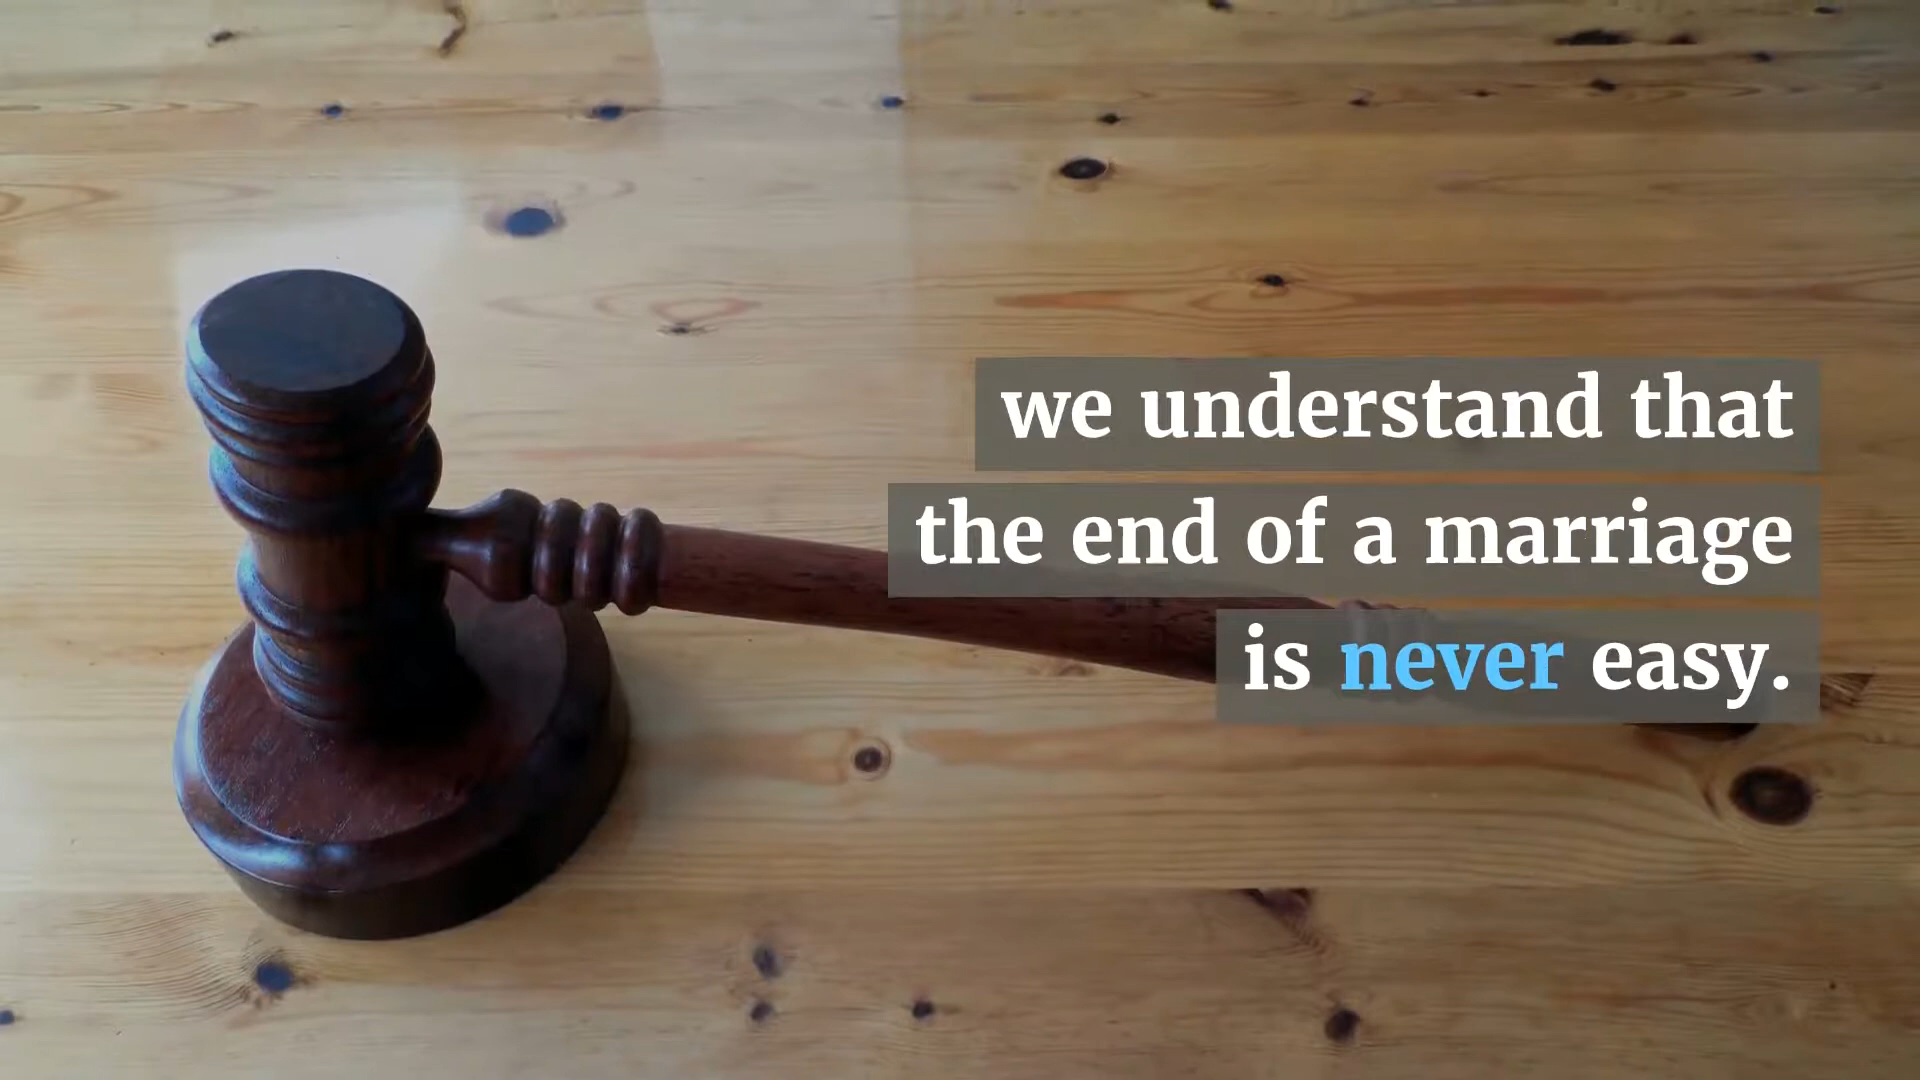 we understand that
the end of a marriage
is never easy.